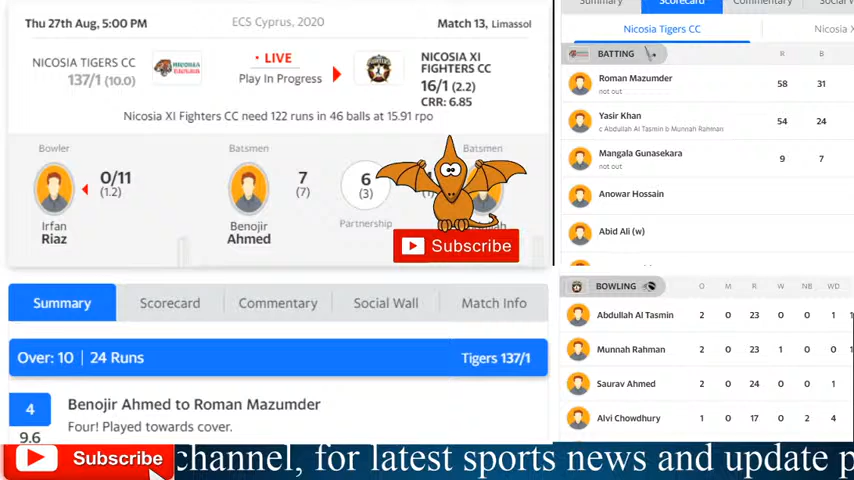 Thu 27th Aug, 5:00 PM
ECS Cyprus, 2020
Match 13, Limassol
NICOSIA TIGERS CC
137/1 (10.0)
• LIVE
Play In Progress
NICOSIA XI
FIGHTERS CC
16/1 (2.2)
CRR: 6.85
Nicosia XI Fighters CC need 122 runs in 46 balls at 15.91 rpo
Bowler
0/11
(1.2)
Irfan
Riaz
Batsmen
7
(7)
Benojir
Ahmed
6
(3)
Partnership
Batsmen
Subscribe
Summary
Scorecard
Commentary
Social Wall
Match Info
Over: 10 | 24 Runs
Tigers 137/1
4
9.6
Benojir Ahmed to Roman Mazumder
Four! Played towards cover.
Summary
Scorecard
Commentary
Social W
Nicosia Tigers CC
Nicosia X
BATTING R B
Roman Mazumder 58 31
not out
Yasir Khan 54 24
c Abdullah Al Tasmin b Munnah Rahman
Mangala Gunasekara 9 7
not out
Anowar Hossain
Abid Ali (w)
BOWLING O M R W NB WD
Abdullah Al Tasmin 2 0 23 0 0 1
Munnah Rahman 2 0 23 1 0 0
Saurav Ahmed 2 0 24 0 0 1
Alvi Chowdhury 1 0 17 0 2 4
Subscribe
channel, for latest sports news and update p